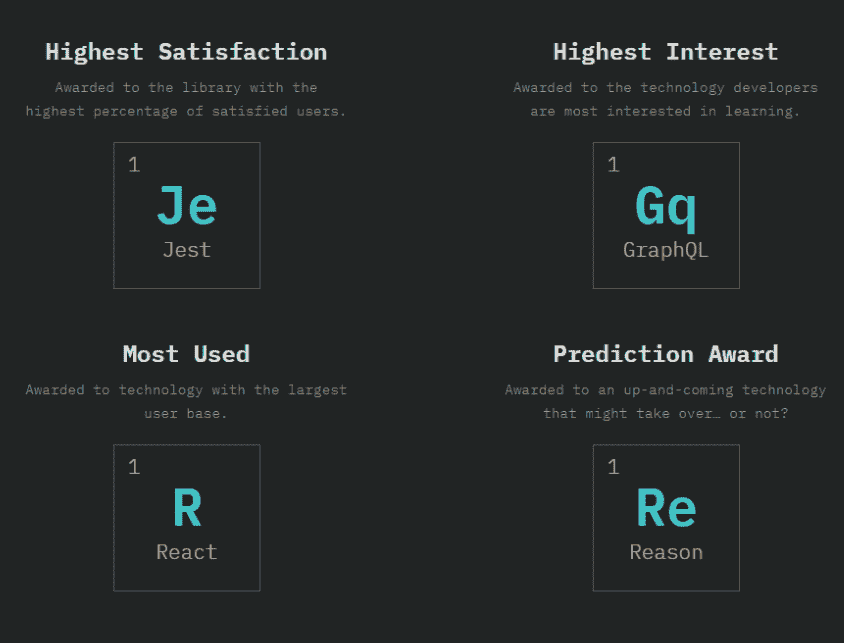 Highest Satisfaction
Awarded to the library with the
highest percentage of satisfied users.
1
Je
Jest
Highest Interest
Awarded to the technology developers
are most interested in learning.
1
Gq
GraphQL
Most Used
Awarded to technology with the largest
user base.
1
R
React
Prediction Award
Awarded to an up-and-coming technology
that might take over… or not?
1
Re
Reason